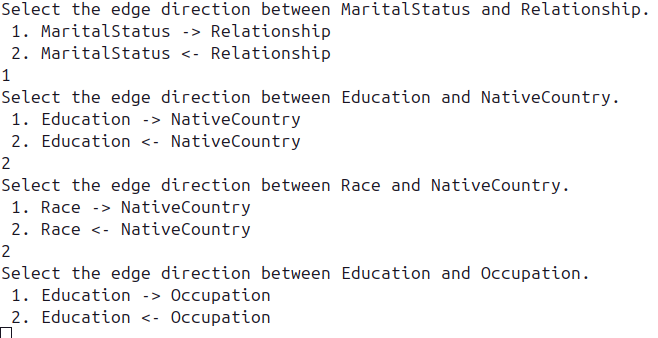 Select the edge direction between MaritalStatus and Relationship.
 1. MaritalStatus -> Relationship
 2. MaritalStatus <- Relationship
1
Select the edge direction between Education and NativeCountry.
 1. Education -> NativeCountry
 2. Education <- NativeCountry
2
Select the edge direction between Race and NativeCountry.
 1. Race -> NativeCountry
 2. Race <- NativeCountry
2
Select the edge direction between Education and Occupation.
 1. Education -> Occupation
 2. Education <- Occupation